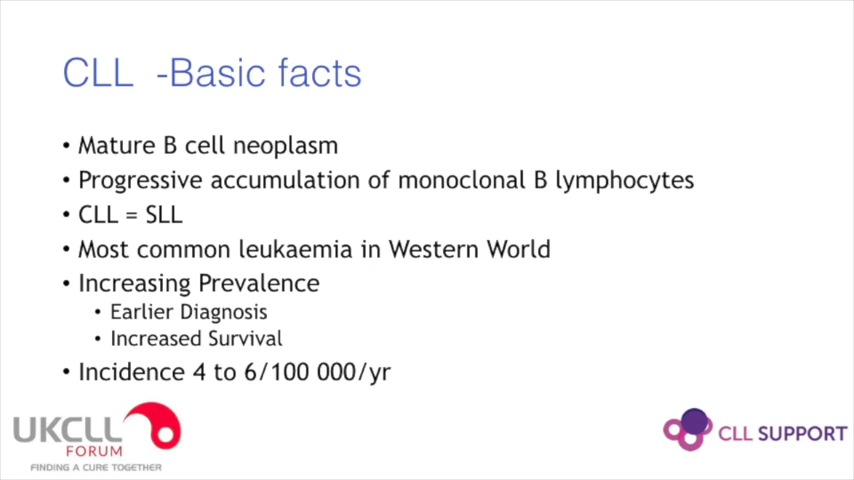 CLL -Basic facts
• Mature B cell neoplasm
• Progressive accumulation of monoclonal B lymphocytes
• CLL = SLL
• Most common leukaemia in Western World
• Increasing Prevalence
• Earlier Diagnosis
• Increased Survival
• Incidence 4 to 6/100 000/yr
UKCLL
FORUM
FINDING A CURE TOGETHER
CLL SUPPORT